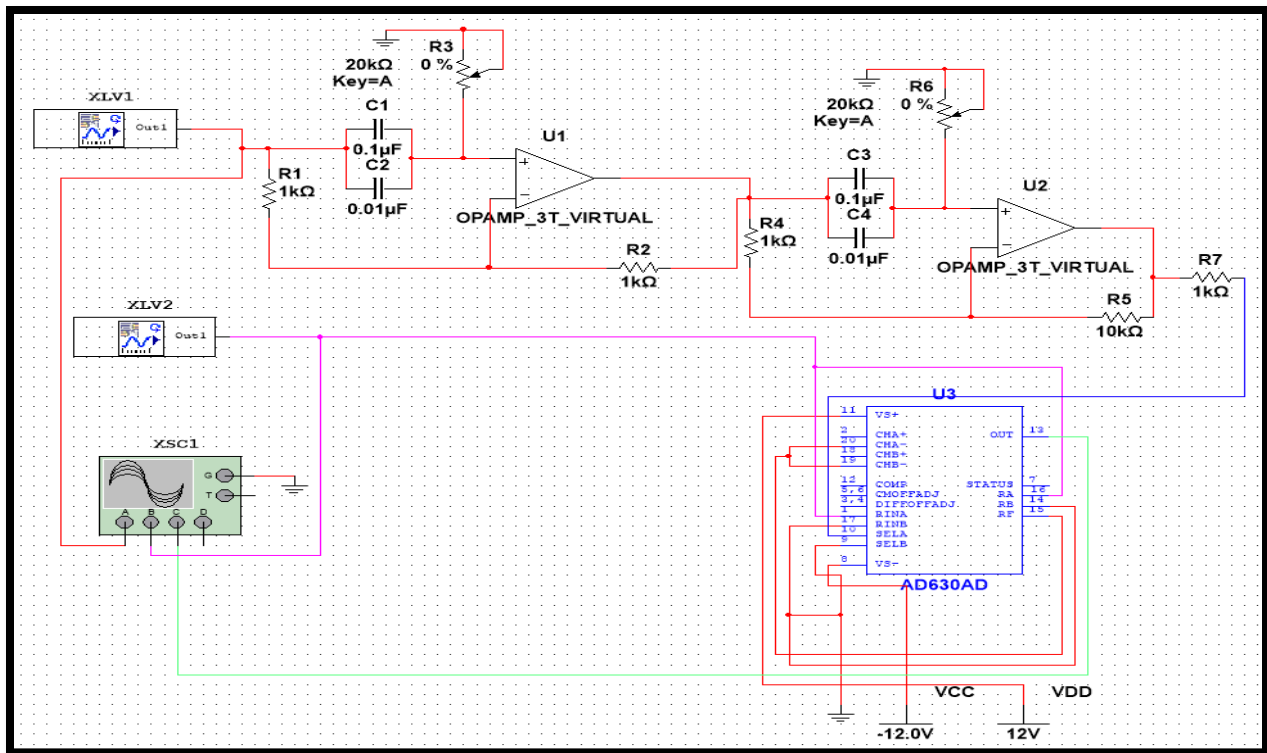 R3
0 %
20kΩ
Key=A
XLV1
Out1
C1
0.1µF
C2
0.01µF
R1
1kΩ
U1
OPAMP_3T_VIRTUAL
R2
1kΩ
R6
0 %
20kΩ
Key=A
C3
0.1µF
C4
0.01µF
R4
1kΩ
U2
OPAMP_3T_VIRTUAL
R7
1kΩ
R5
10kΩ
XLV2
Out1
XSC1
G
T
A B C D
U3
11 VS+
2 CHA+
20 CHA-
18 CHB+
19 CHB-
12 COMP
5,6 CMOFFADJ
3,4 DIFFOFFADJ
1 RINA
17 RINB
10 SELA
9 SELB
8 VS-
OUT 13
STATUS 7
RA 16
RB 14
RF 15
AD630AD
VCC
-12.0V
VDD
12V